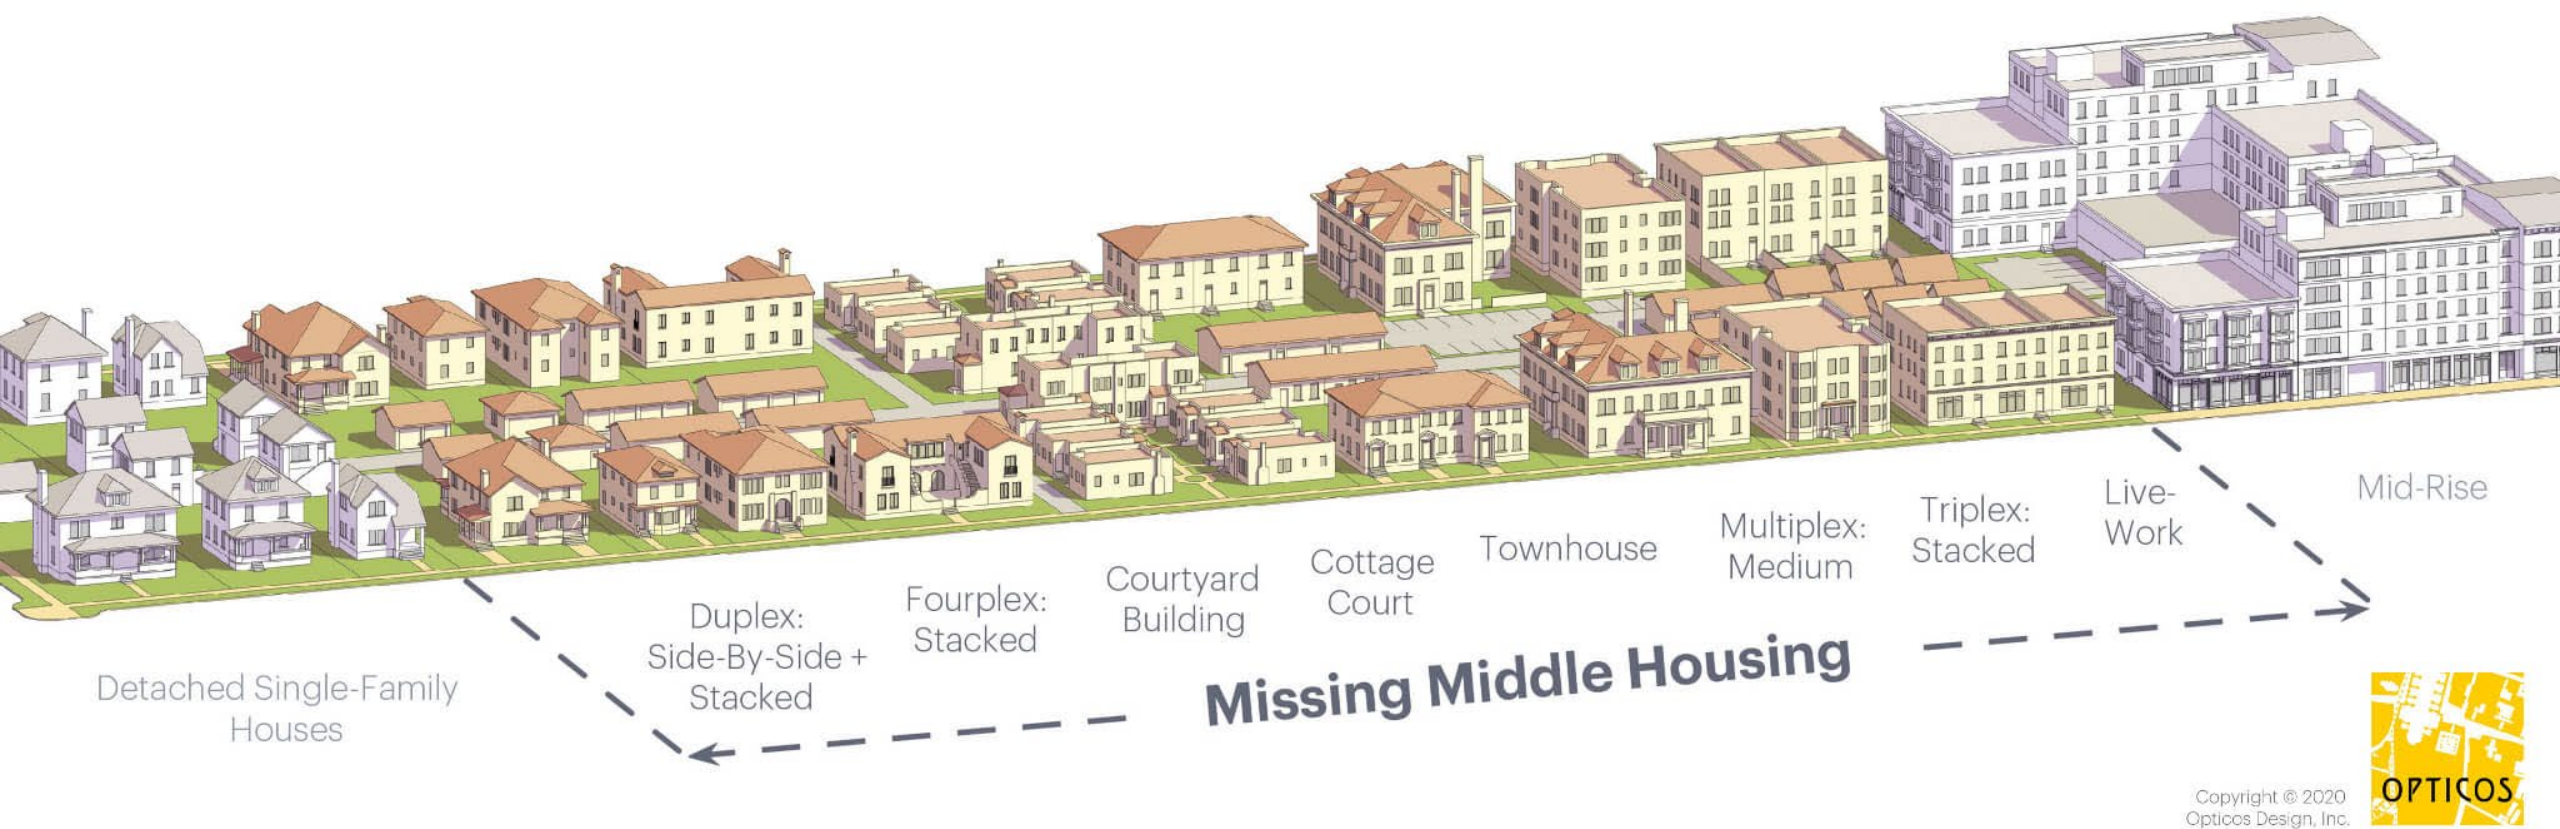 Detached Single-Family
Houses
Duplex:
Side-By-Side +
Stacked
Fourplex:
Stacked
Courtyard
Building
Cottage
Court
Townhouse
Multiplex:
Medium
Triplex:
Stacked
Live-
Work
Mid-Rise
Missing Middle Housing
Copyright © 2020
Opticos Design, Inc.
OPTICOS